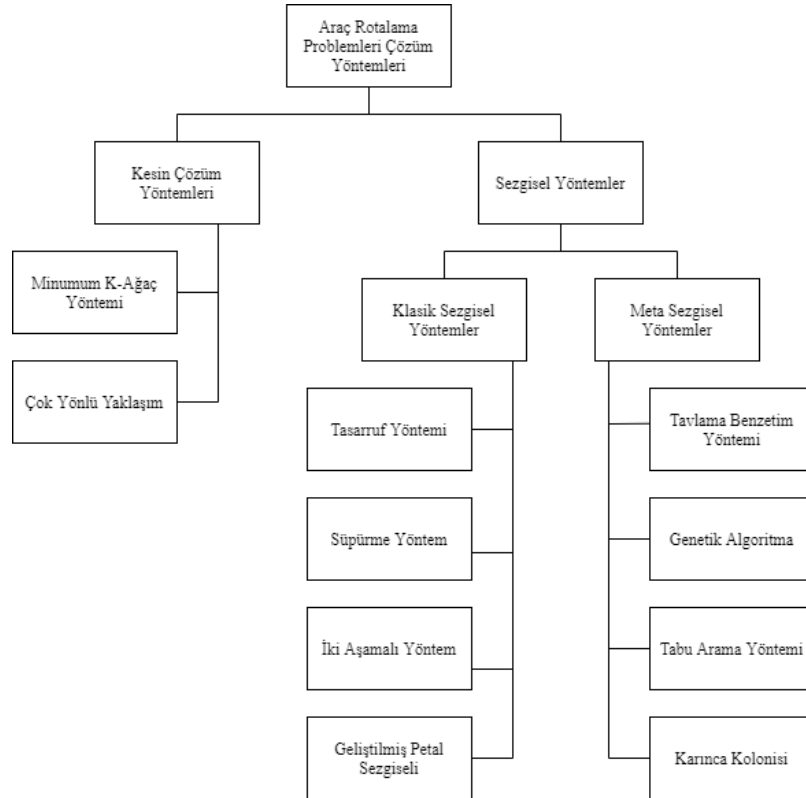 Araç Rotalama
Problemleri Çözüm
Yöntemleri
Kesin Çözüm
Yöntemleri
Sezgisel Yöntemler
Minumum K-Ağaç
Yöntemi
Çok Yönlü Yaklaşım
Klasik Sezgisel
Yöntemler
Meta Sezgisel
Yöntemler
Tasarruf Yöntemi
Süpürme Yöntem
İki Aşamalı Yöntem
Geliştilmiş Petal
Sezgiseli
Tavlama Benzetim
Yöntemi
Genetik Algoritma
Tabu Arama Yöntemi
Karınca Kolonisi